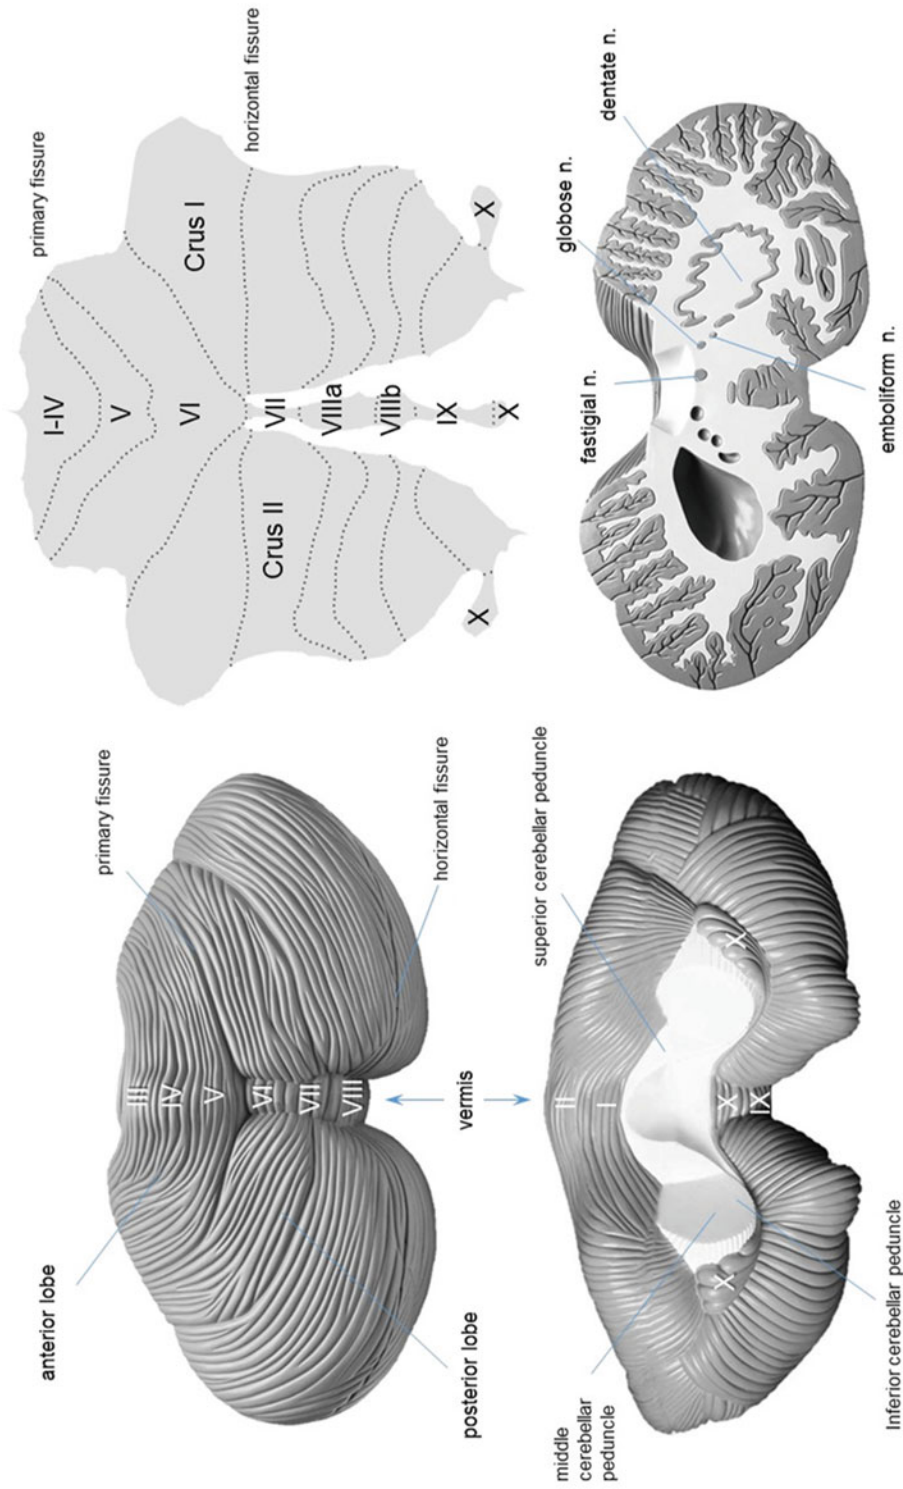 anterior lobe
primary fissure
III
IV
V
VI
VII
VIII
posterior lobe
horizontal fissure
vermis
primary fissure
horizontal fissure
I-IV
V
VI
Crus I
Crus II
VII
VIIIa
VIIIb
IX
X
X
X
middle
cerebellar
peduncle
superior cerebellar peduncle
II
I
X
X
X
IX
Inferior cerebellar peduncle
fastigial n.
globose n.
dentate n.
emboliform n.